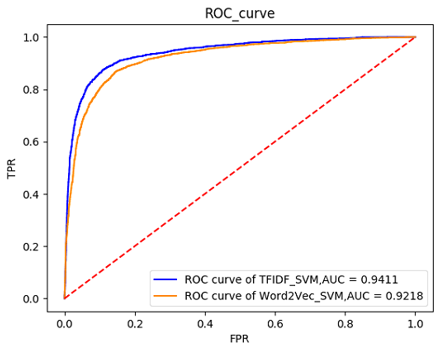 ROC_curve
1.0
0.8
0.6
0.4
0.2
0.0
TPR
ROC curve of TFIDF_SVM,AUC = 0.9411
ROC curve of Word2Vec_SVM,AUC = 0.9218
0.0 0.2 0.4 0.6 0.8 1.0
FPR